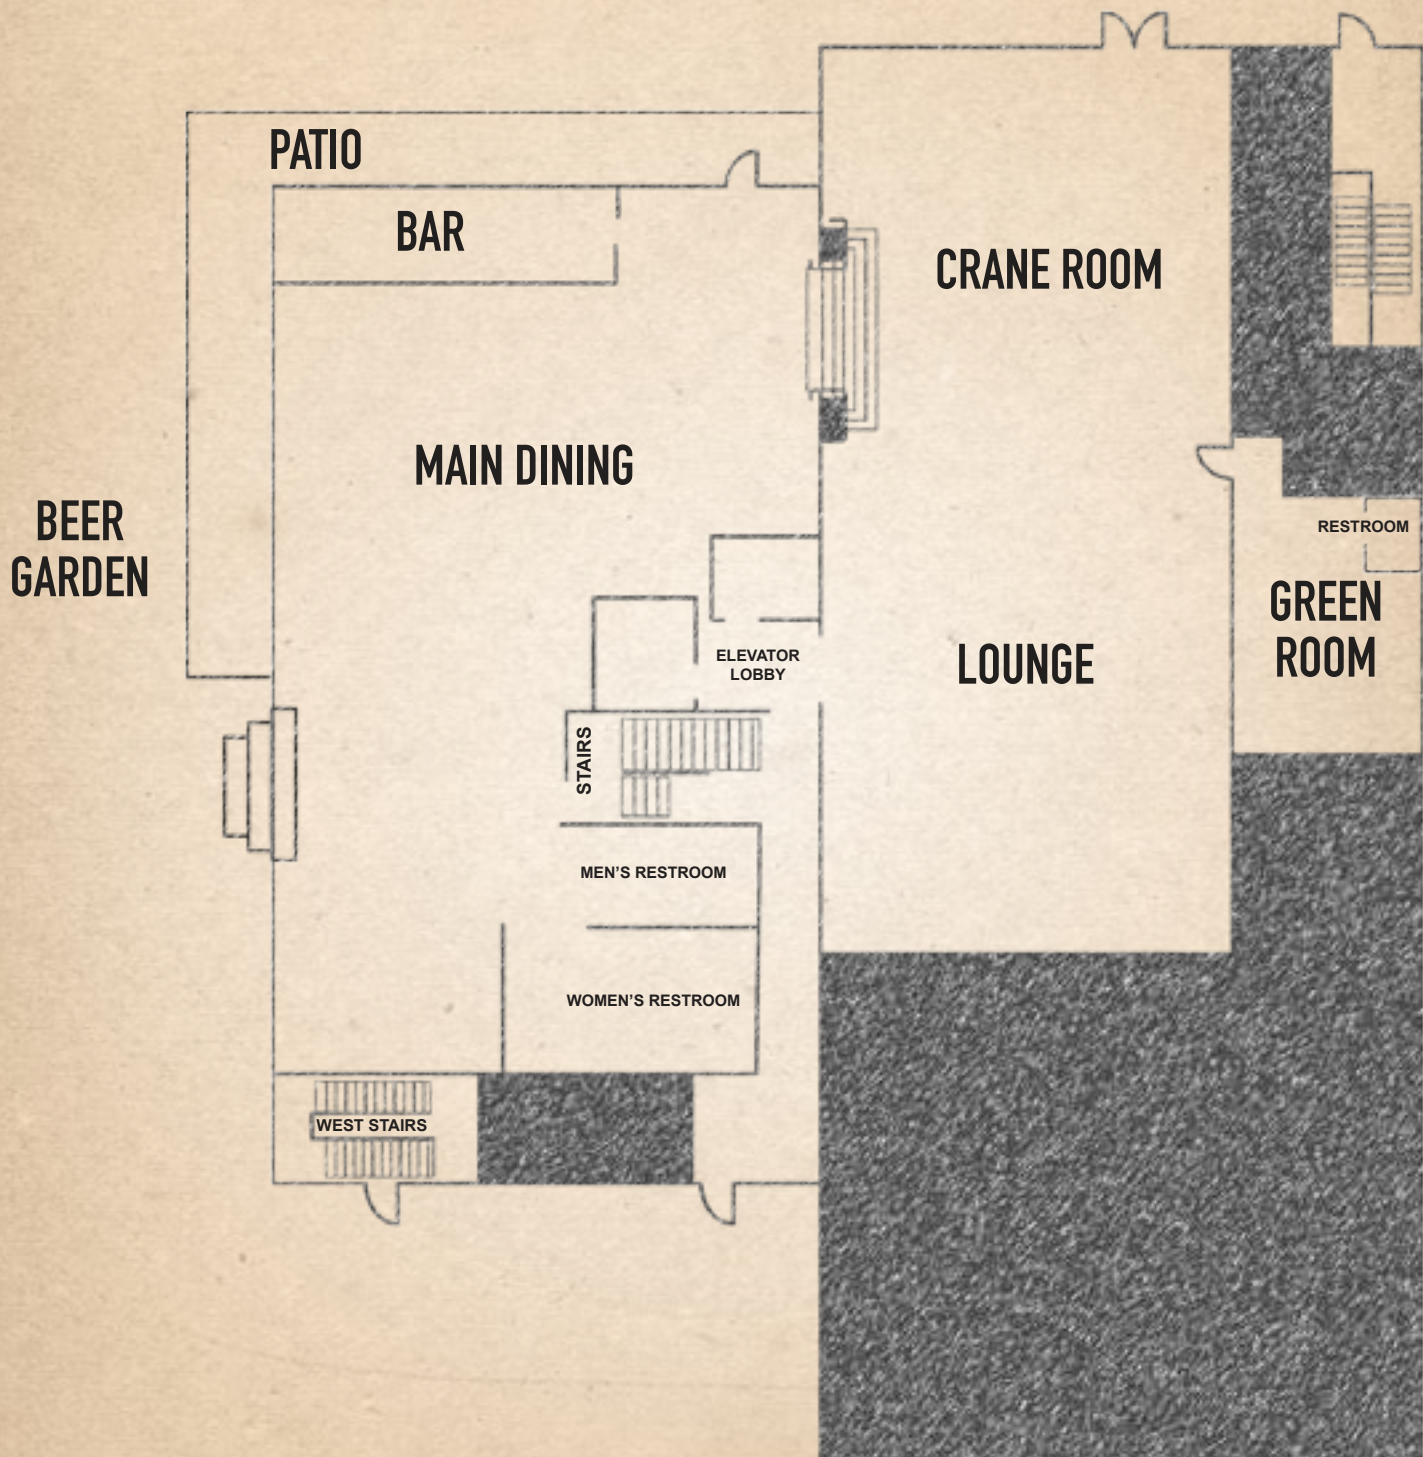 PATIO
BAR
CRANE ROOM
MAIN DINING
BEER
GARDEN
RESTROOM
GREEN
ROOM
ELEVATOR
LOBBY
LOUNGE
STAIRS
MEN'S RESTROOM
WOMEN'S RESTROOM
WEST STAIRS